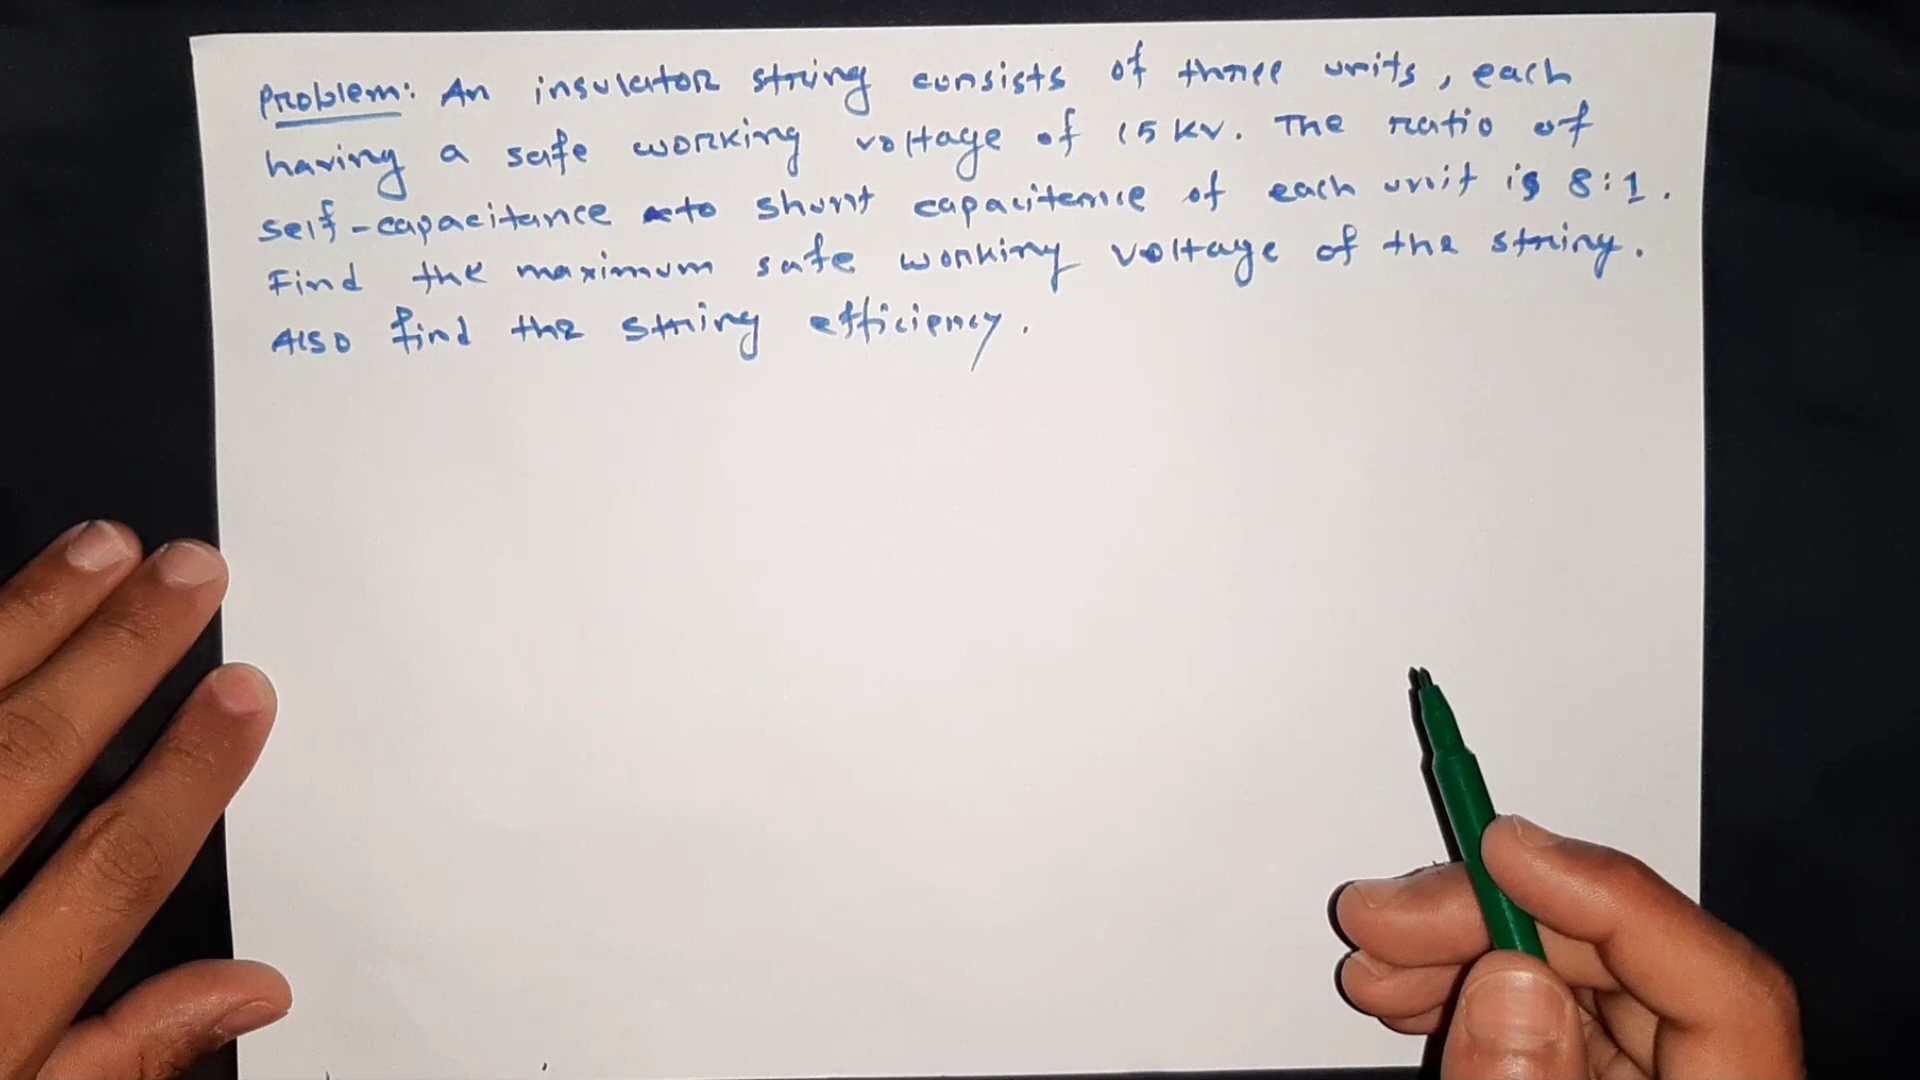 Problem: An insulator string consists of three units, each
having a safe working voltage of 15 kV. The ratio of
self-capacitance to shunt capacitance of each unit is 8:1.
Find the maximum safe working voltage of the string.
Also find the string efficiency.